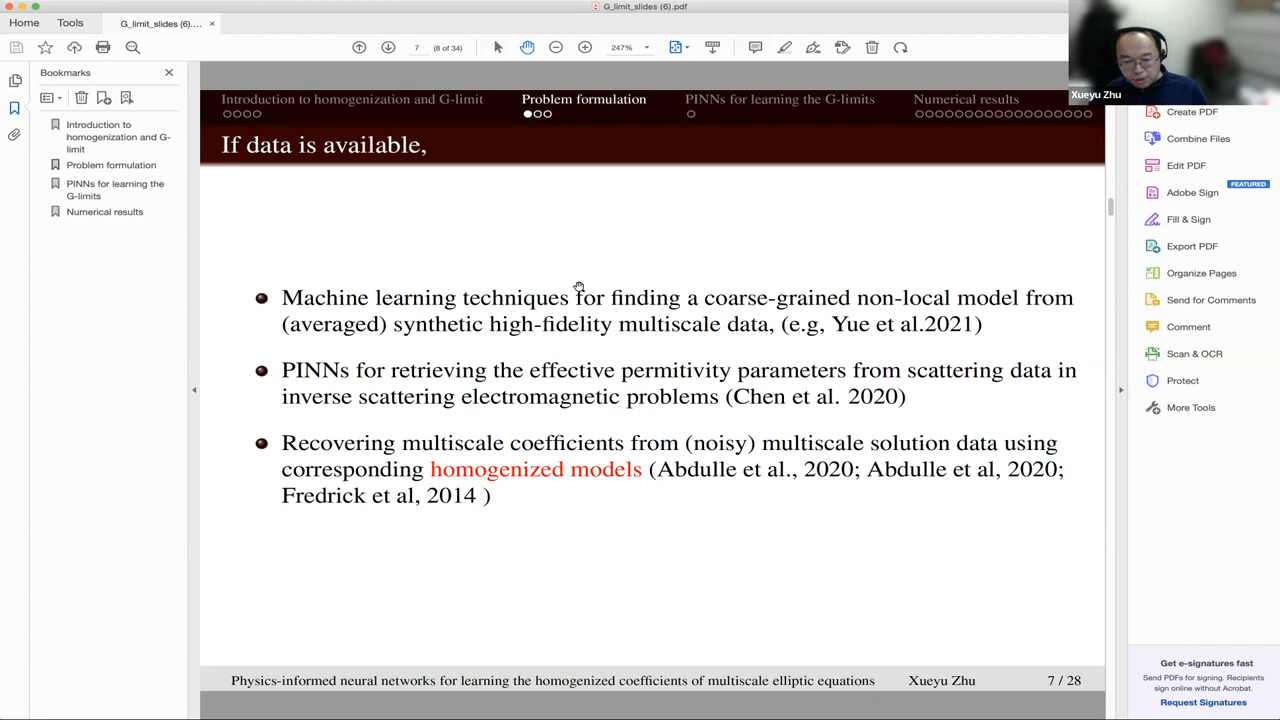 G_limit_slides (6).pdf
Home
Tools
G_limit_slides (6)....
×
7
(8 of 34)
247%
Xueyu Zhu
Bookmarks
Introduction to
homogenization and G-
limit
Problem formulation
PINNs for learning the
G-limits
Numerical results
Introduction to homogenization and G-limit
Problem formulation
PINNs for learning the G-limits
Numerical results
If data is available,
Machine learning techniques for finding a coarse-grained non-local model from
(averaged) synthetic high-fidelity multiscale data, (e.g, Yue et al.2021)
PINNs for retrieving the effective permitivity parameters from scattering data in
inverse scattering electromagnetic problems (Chen et al. 2020)
Recovering multiscale coefficients from (noisy) multiscale solution data using
corresponding homogenized models (Abdulle et al., 2020; Abdulle et al, 2020;
Fredrick et al, 2014 )
Physics-informed neural networks for learning the homogenized coefficients of multiscale elliptic equations
Xueyu Zhu
7 / 28
Create PDF
Combine Files
Edit PDF
FEATURED
Adobe Sign
Fill & Sign
Export PDF
Organize Pages
Send for Comments
Comment
Scan & OCR
Protect
More Tools
Get e-signatures fast
Send PDFs for signing. Recipients
sign online without Acrobat.
Request Signatures